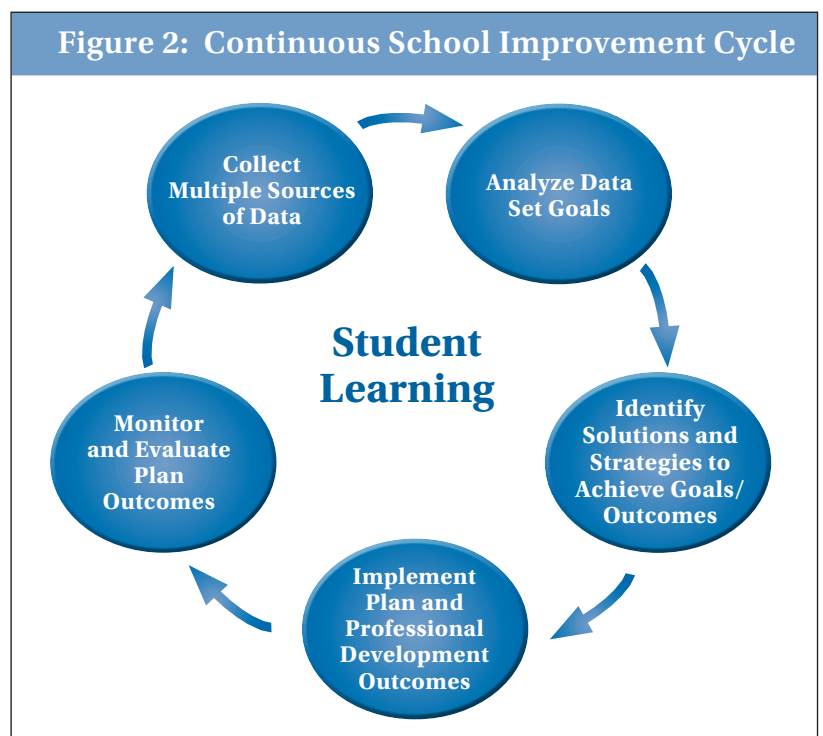 Figure 2: Continuous School Improvement Cycle
Collect
Multiple Sources
of Data
Analyze Data
Set Goals
Student
Learning
Identify
Solutions and
Strategies to
Achieve Goals/
Outcomes
Monitor
and Evaluate
Plan
Outcomes
Implement
Plan and
Professional
Development
Outcomes